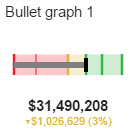 Bullet graph 1
$31,490,208
▾$1,026,629 (3%)